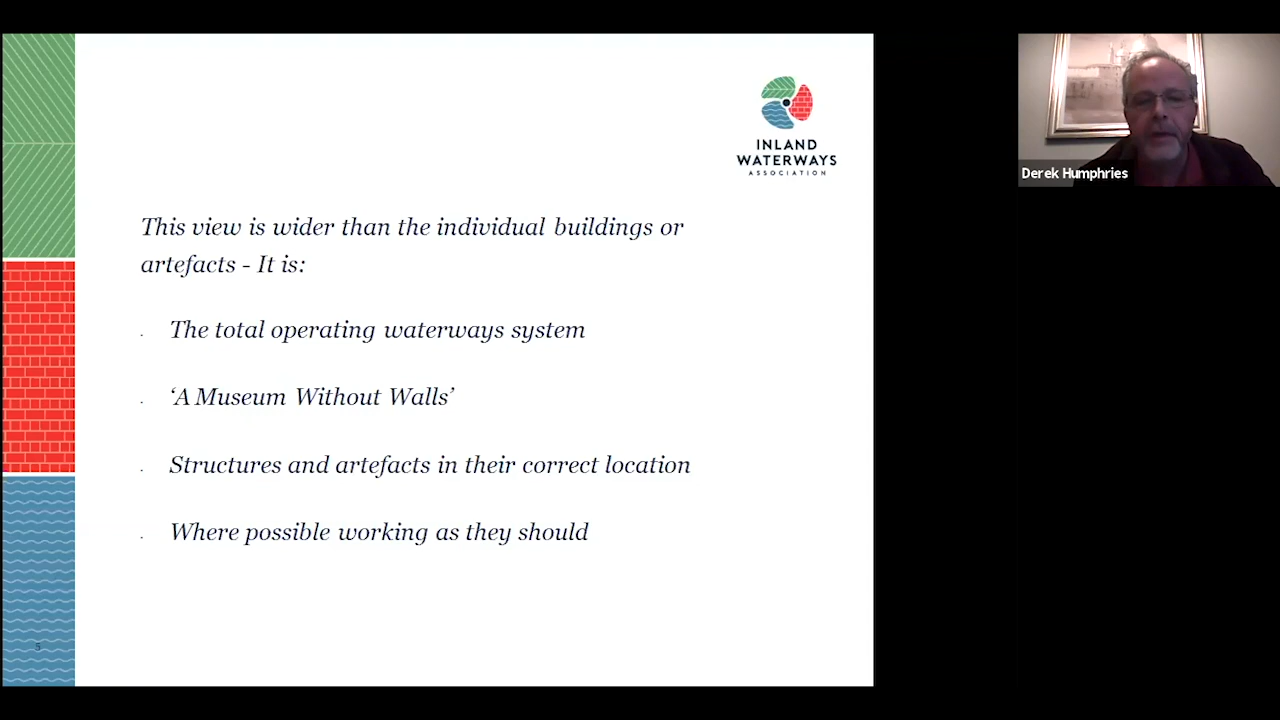 INLAND
WATERWAYS
ASSOCIATION
Derek Humphries
This view is wider than the individual buildings or
artefacts - It is:
. The total operating waterways system
. ‘A Museum Without Walls’
. Structures and artefacts in their correct location
. Where possible working as they should
5